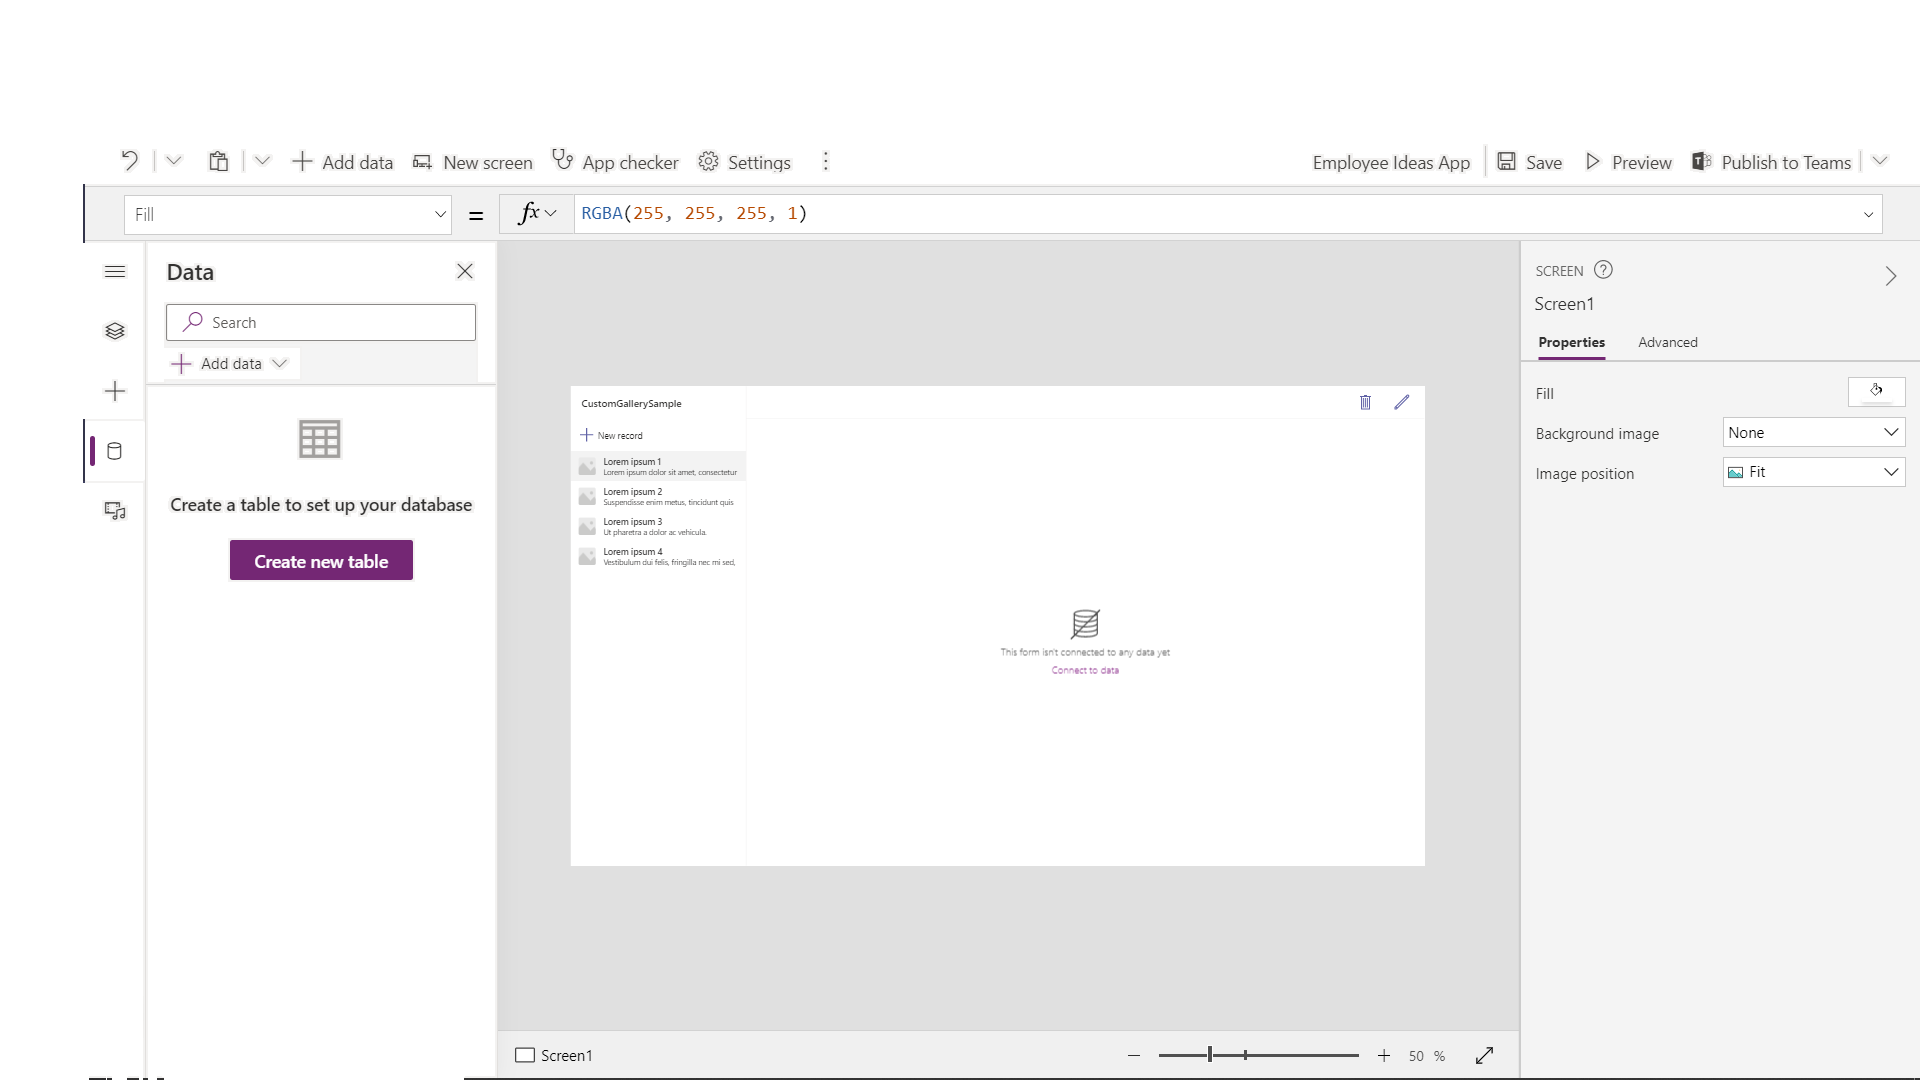 Add data
New screen
App checker
Settings
Employee Ideas App
Save
Preview
Publish to Teams
Fill
=
fx
RGBA(255, 255, 255, 1)
Data
Search
Add data
Create a table to set up your database
Create new table
CustomGallerySample
New record
Lorem ipsum 1
Lorem ipsum dolor sit amet, consectetur
Lorem ipsum 2
Suspendisse enim metus, tincidunt quis
Lorem ipsum 3
Ut pharetra a dolor ac vehicula.
Lorem ipsum 4
Vestibulum dui felis, fringilla nec mi sed,
This form isn't connected to any data yet
Connect to data
SCREEN
Screen1
Properties
Advanced
Fill
Background image
None
Image position
Fit
Screen1
50 %